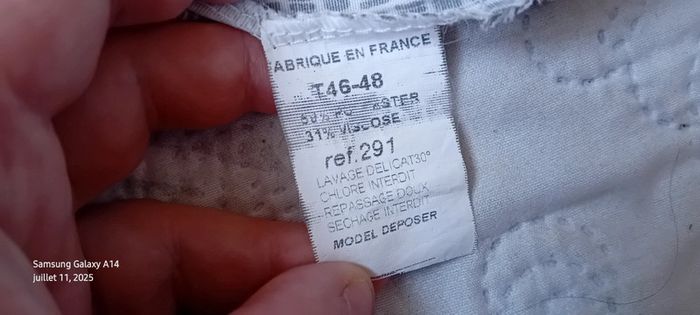 FABRIQUE EN FRANCE
T46-48
31% VISCOSE
ref.291
LAVAGE DELICAT30°
CHLORE INTERDIT
REPASSAGE DOUX
SECHAGE INTERDIT
MODEL DEPOSER
Samsung Galaxy A14
juillet 11, 2025